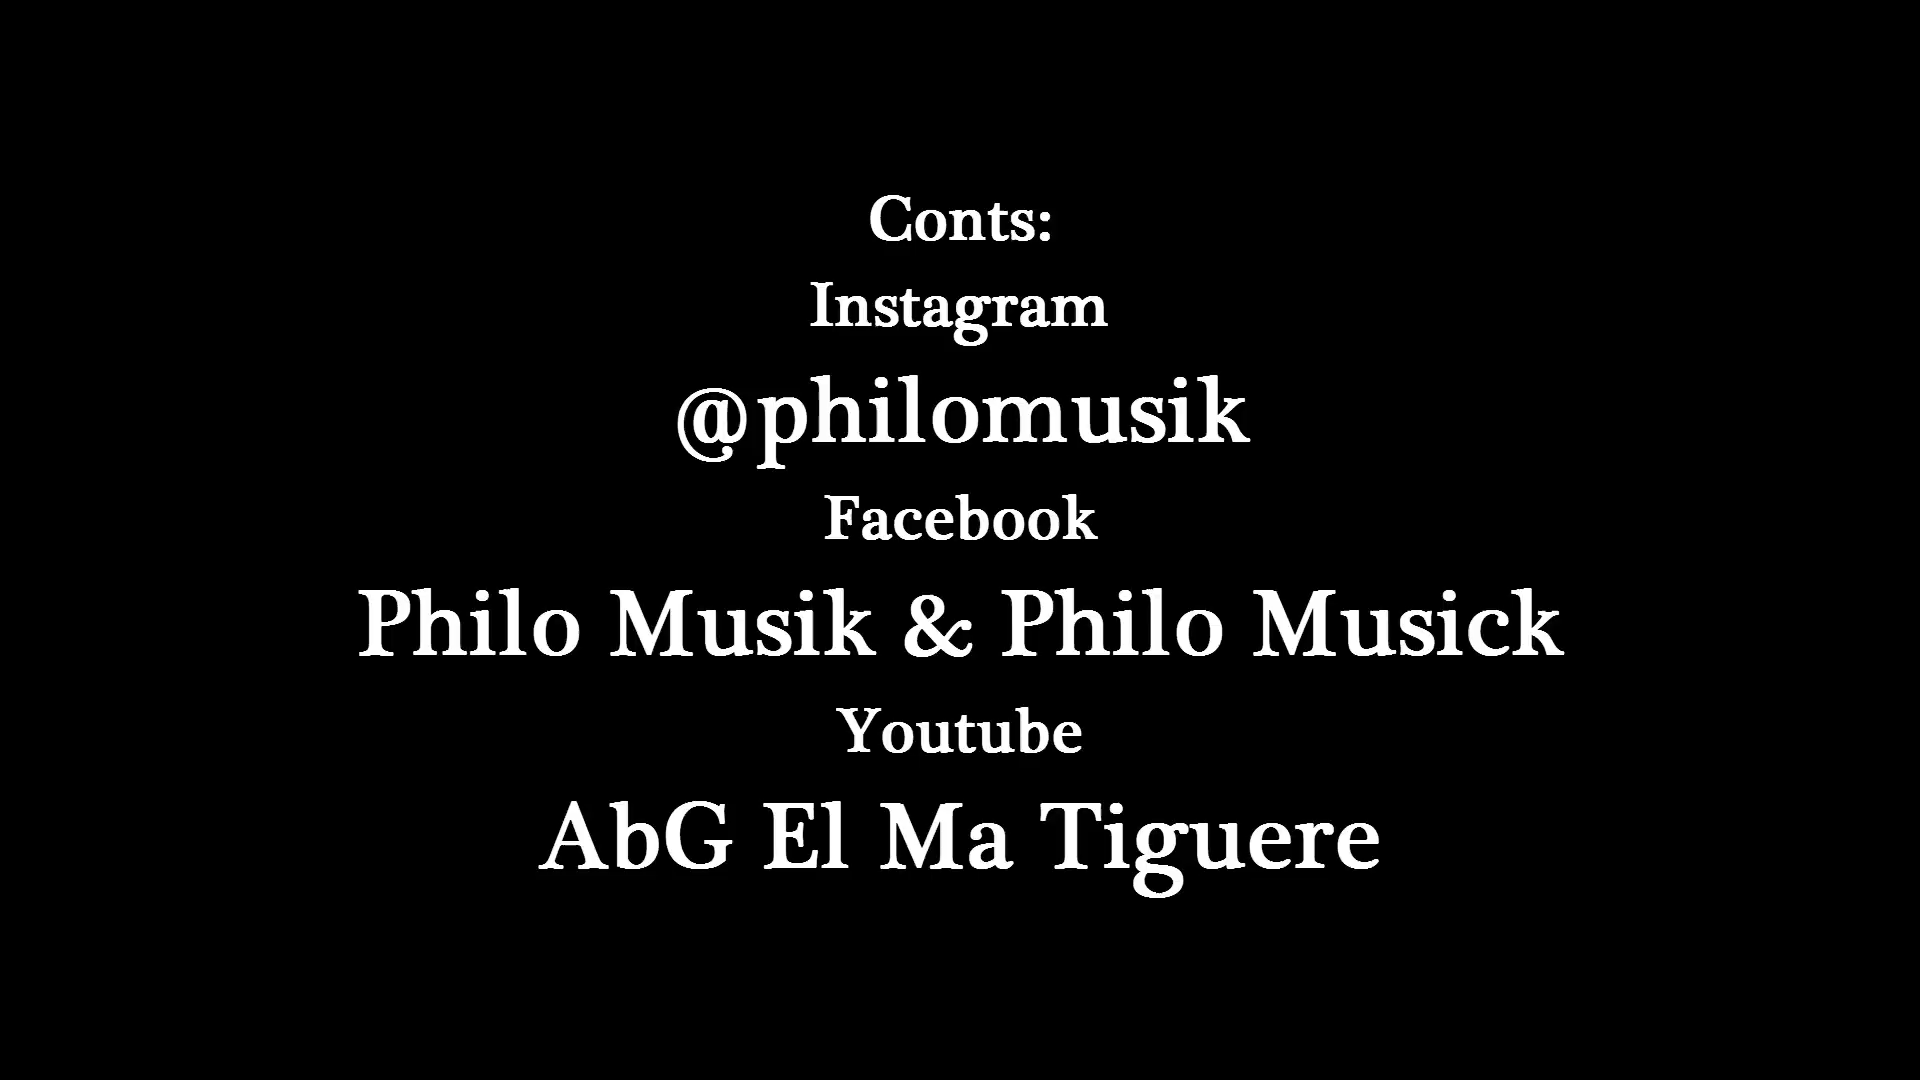 Conts:
Instagram
@philomusik
Facebook
Philo Musik & Philo Musick
Youtube
AbG El Ma Tiguere